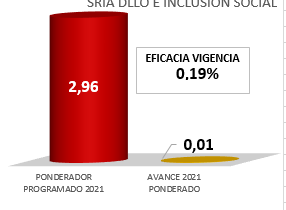 SRIA DLLO E INCLUSIÓN SOCIAL
EFICACIA VIGENCIA
0,19%
2,96
0,01
PONDERADOR
PROGRAMADO 2021
AVANCE 2021
PONDERADO